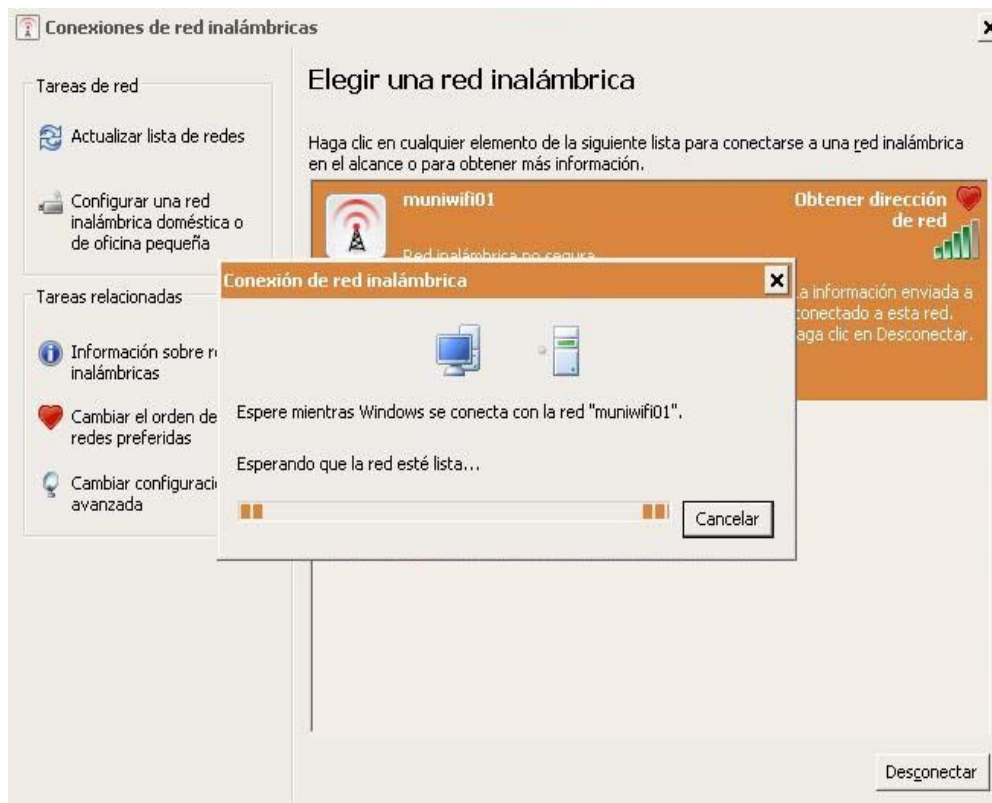 Conexiones de red inalámbricas
Tareas de red
Actualizar lista de redes
Configurar una red
inalámbrica doméstica o
de oficina pequeña
Tareas relacionadas
Información sobre
inalámbricas
Cambiar el orden de
redes preferidas
Cambiar
avanzada
Elegir una red inalámbrica
Haga clic en cualquier elemento de la siguiente lista para conectarse a una red inalámbrica
en el alcance o para obtener más información.
muniwifi01
Obtener dirección
de red
Red inalámbrica no segura
información enviada a
conectado a esta red.
clic en Desconectar.
Conexión de red inalámbrica
Espere mientras Windows se conecta con la red "muniwifi01".
Esperando que la red esté lista...
Cancelar
Desconectar